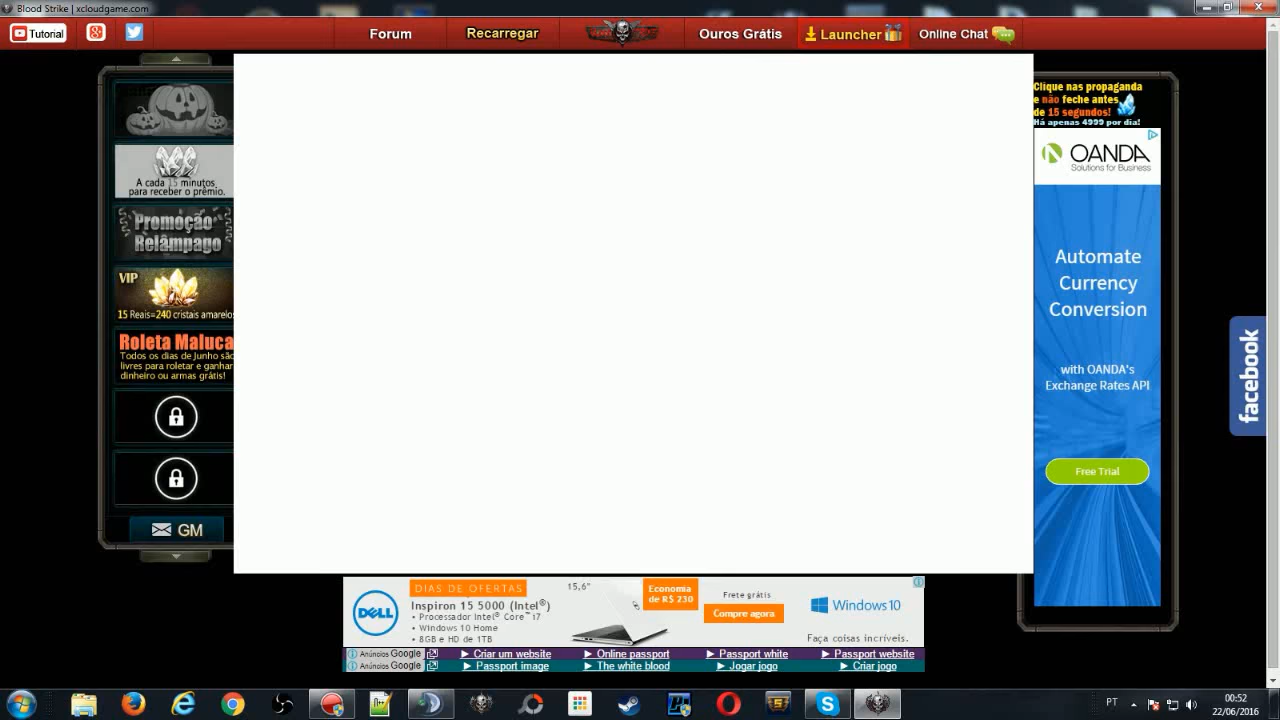 Blood Strike | xcloudgame.com
Tutorial
Forum
Recarregar
Ouros Grátis
Launcher
Online Chat
A cada 15 minutos
para receber o prêmio.
Promoção
Relâmpago
VIP
15 Reais=240 cristais amarelos
Roleta Maluca
Todos os dias de Junho são
livres para roletar e ganhar
dinheiro ou armas grátis!
GM
Clique nas propaganda
e não feche antes
de 15 segundos!
Há apenas 4999 por dia!
OANDA
Solutions for Business
Automate
Currency
Conversion
with OANDA's
Exchange Rates API
Free Trial
facebook
DELL
DIAS DE OFERTAS
Inspiron 15 5000 (Intel®)
• Processador Intel® Core™ i7
• Windows 10 Home
• 8GB e HD de 1TB
15,6"
Economia
de R$ 230
Frete grátis
Compre agora
Windows10
Faça coisas incríveis.
Anúncios Google
► Criar um website
► Online passport
► Passport white
► Passport website
Anúncios Google
► Passport image
► The white blood
► Jogar jogo
► Criar jogo
PT
00:52
22/06/2016